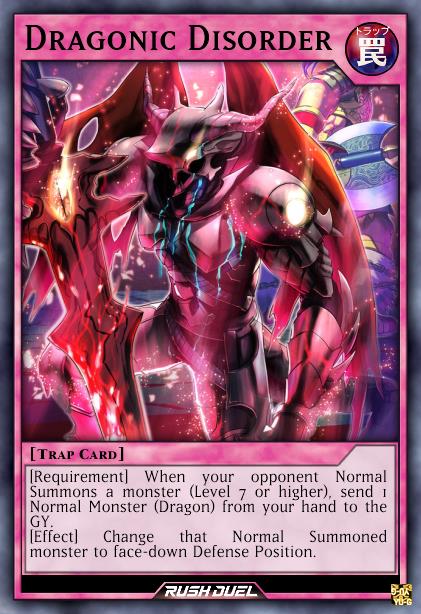 Dragonic Disorder
トラップ
罠
[Trap Card]
[Requirement] When your opponent Normal
Summons a monster (Level 7 or higher), send 1
Normal Monster (Dragon) from your hand to the
GY.
[Effect] Change that Normal Summoned
monster to face-down Defense Position.
RUSH DUEL